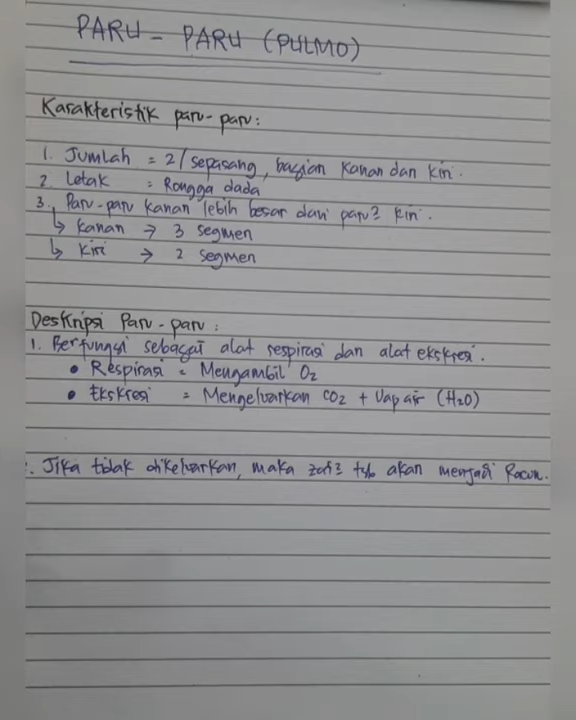 PARU - PARU (PULMO)
Karakteristik paru-paru :
1. Jumlah = 2/sepasang, bagian kanan dan kiri.
2. Letak : Rongga dada
3. Paru-paru kanan lebih besar dari paru2 kiri.
↳ kanan → 3 segmen
↳ kiri → 2 segmen
Deskripsi Paru-paru :
1. Berfungsi sebagai alat respirasi dan alat ekskresi.
• Respirasi = Mengambil O2
• Ekskresi = Mengeluarkan CO2 + Uap air (H2O)
∴ Jika tidak dikeluarkan, maka zat2 tsb akan menjadi Racun.